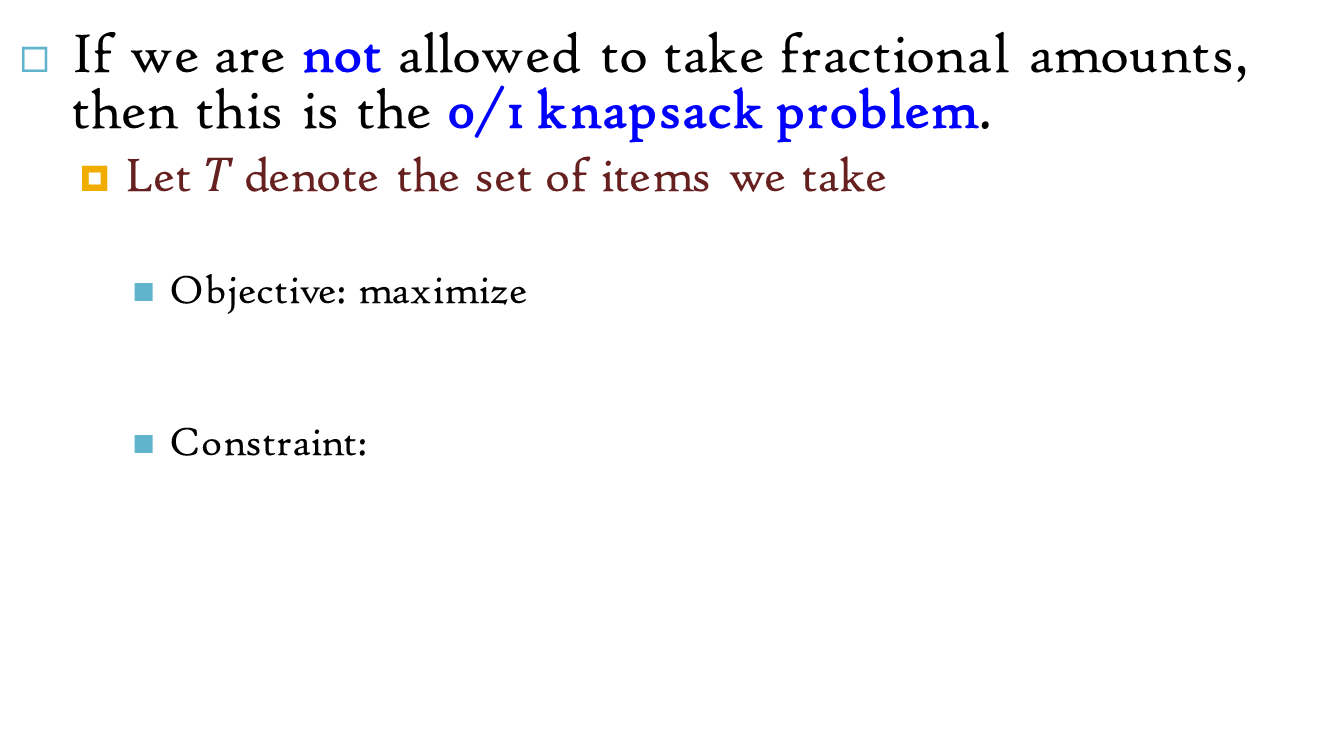 If we are not allowed to take fractional amounts,
then this is the 0/1 knapsack problem.
Let T denote the set of items we take
Objective: maximize
Constraint: